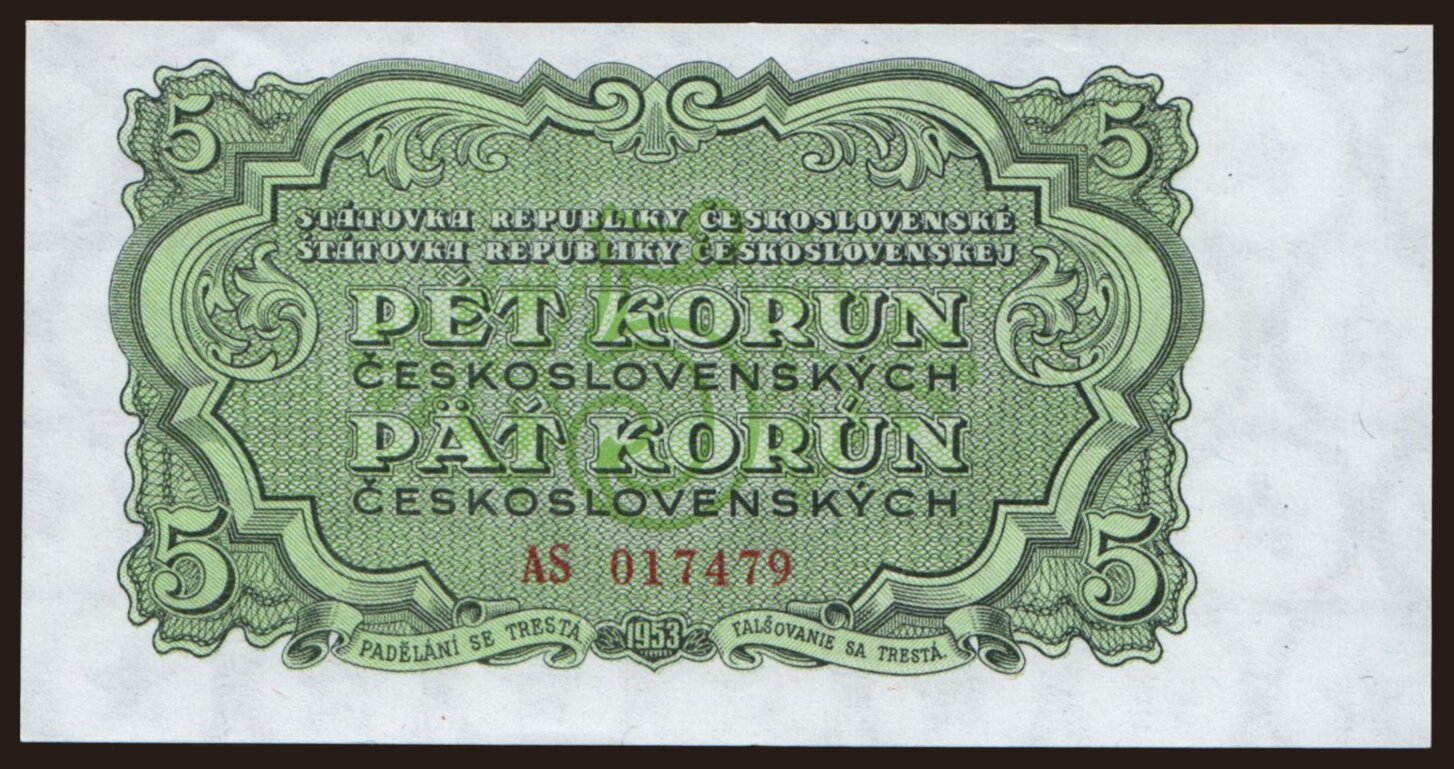 5 5
STÁTOVKA REPUBLIKY ČESKOSLOVENSKÉ
ŠTÁTOVKA REPUBLIKY ČESKOSLOVENSKEJ
PĚT KORUN
ČESKOSLOVENSKÝCH
PÄŤ KORÚN
ČESKOSLOVENSKÝCH
5
AS 017479
5 5
PADĚLÁNÍ SE TRESTÁ 1953 FALŠOVANIE SA TRESTÁ.